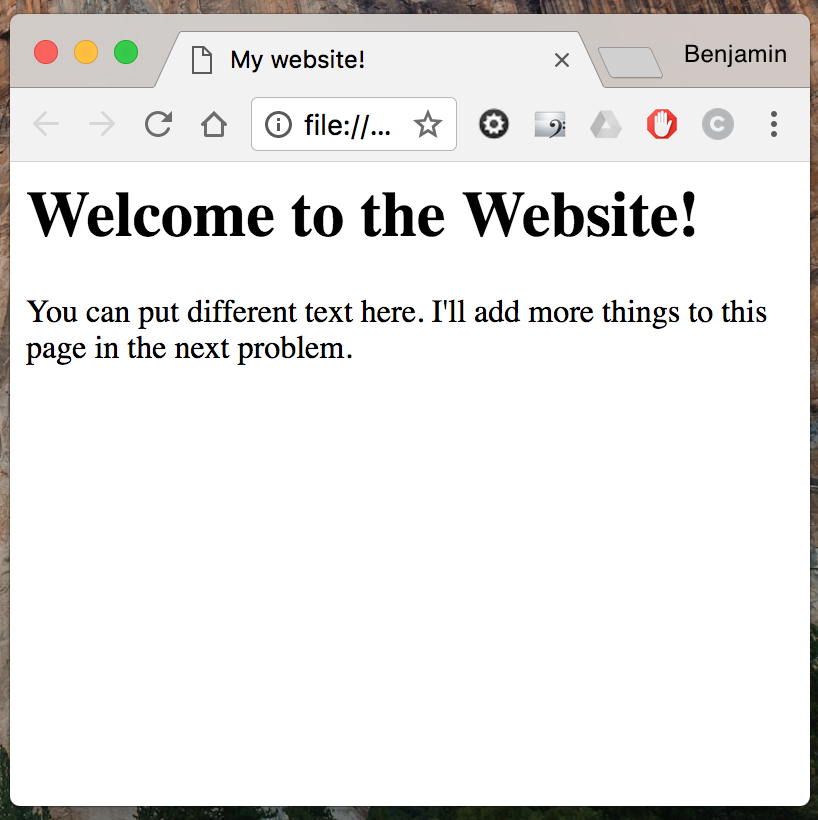 My website!
Benjamin
file://...
Welcome to the Website!
You can put different text here. I'll add more things to this
page in the next problem.